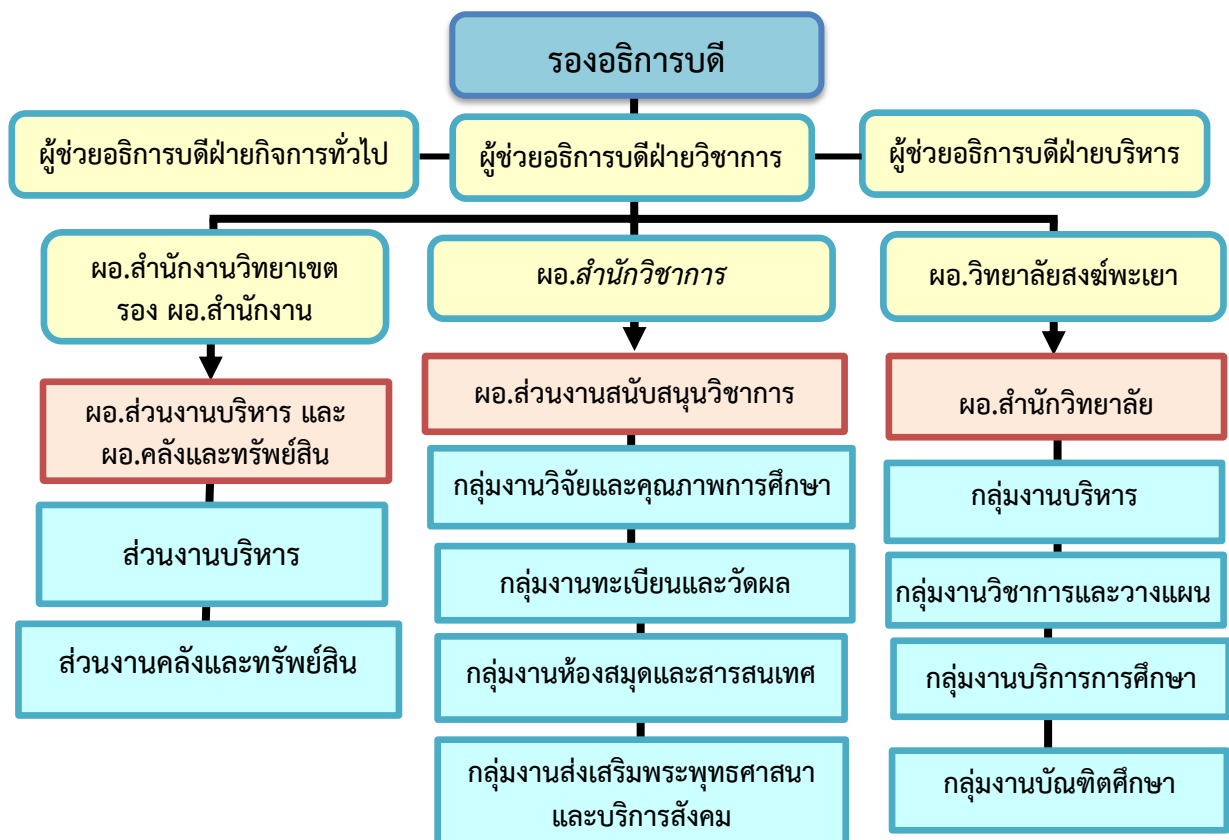 รองอธิการบดี
ผู้ช่วยอธิการบดีฝ่ายกิจการทั่วไป
ผู้ช่วยอธิการบดีฝ่ายวิชาการ
ผู้ช่วยอธิการบดีฝ่ายบริหาร
ผอ.สำนักงานวิทยาเขต
รอง ผอ.สำนักงาน
ผอ.สำนักวิชาการ
ผอ.วิทยาลัยสงฆ์พะเยา
ผอ.ส่วนงานบริหาร และ
ผอ.คลังและทรัพย์สิน
ผอ.ส่วนงานสนับสนุนวิชาการ
ผอ.สำนักวิทยาลัย
ส่วนงานบริหาร
ส่วนงานคลังและทรัพย์สิน
กลุ่มงานวิจัยและคุณภาพการศึกษา
กลุ่มงานทะเบียนและวัดผล
กลุ่มงานห้องสมุดและสารสนเทศ
กลุ่มงานส่งเสริมพระพุทธศาสนา
และบริการสังคม
กลุ่มงานบริหาร
กลุ่มงานวิชาการและวางแผน
กลุ่มงานบริการการศึกษา
กลุ่มงานบัณฑิตศึกษา